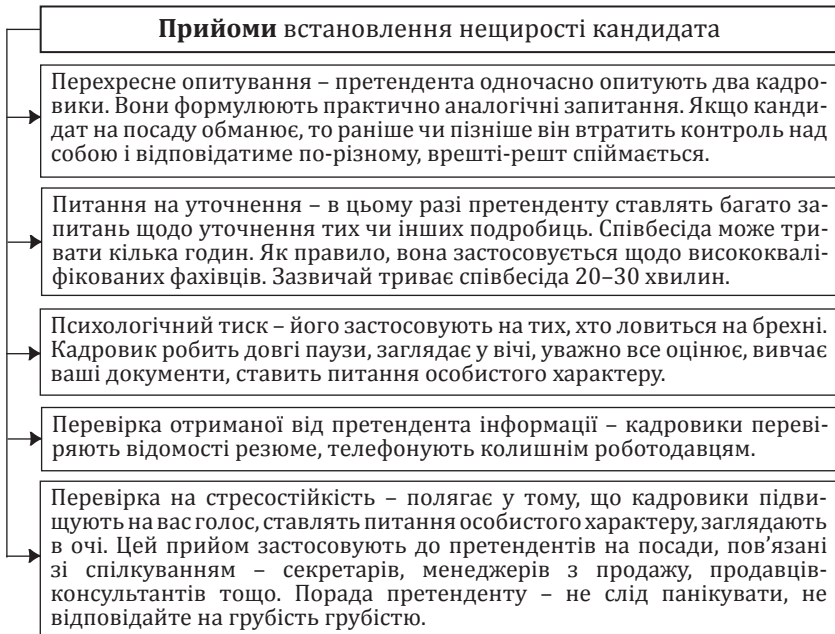 Прийоми встановлення нещирості кандидата
Перехресне опитування – претендента одночасно опитують два кадро-
вики. Вони формулюють практично аналогічні запитання. Якщо канди-
дат на посаду обманює, то раніше чи пізніше він втратить контроль над
собою і відповідатиме по-різному, врешті-решт спіймається.
Питання на уточнення – в цьому разі претенденту ставлять багато за-
питань щодо уточнення тих чи інших подробиць. Співбесіда може три-
вати кілька годин. Як правило, вона застосовується щодо висококвалі-
фікованих фахівців. Зазвичай триває співбесіда 20–30 хвилин.
Психологічний тиск – його застосовують на тих, хто ловиться на брехні.
Кадровик робить довгі паузи, заглядає у вічі, уважно все оцінює, вивчає
ваші документи, ставить питання особистого характеру.
Перевірка отриманої від претендента інформації – кадровики переві-
ряють відомості резюме, телефонують колишнім роботодавцям.
Перевірка на стресостійкість – полягає у тому, що кадровики підви-
щують на вас голос, ставлять питання особистого характеру, заглядають
в очі. Цей прийом застосовують до претендентів на посади, пов’язані
зі спілкуванням – секретарів, менеджерів з продажу, продавців-
консультантів тощо. Порада претенденту – не слід панікувати, не
відповідайте на грубість грубістю.